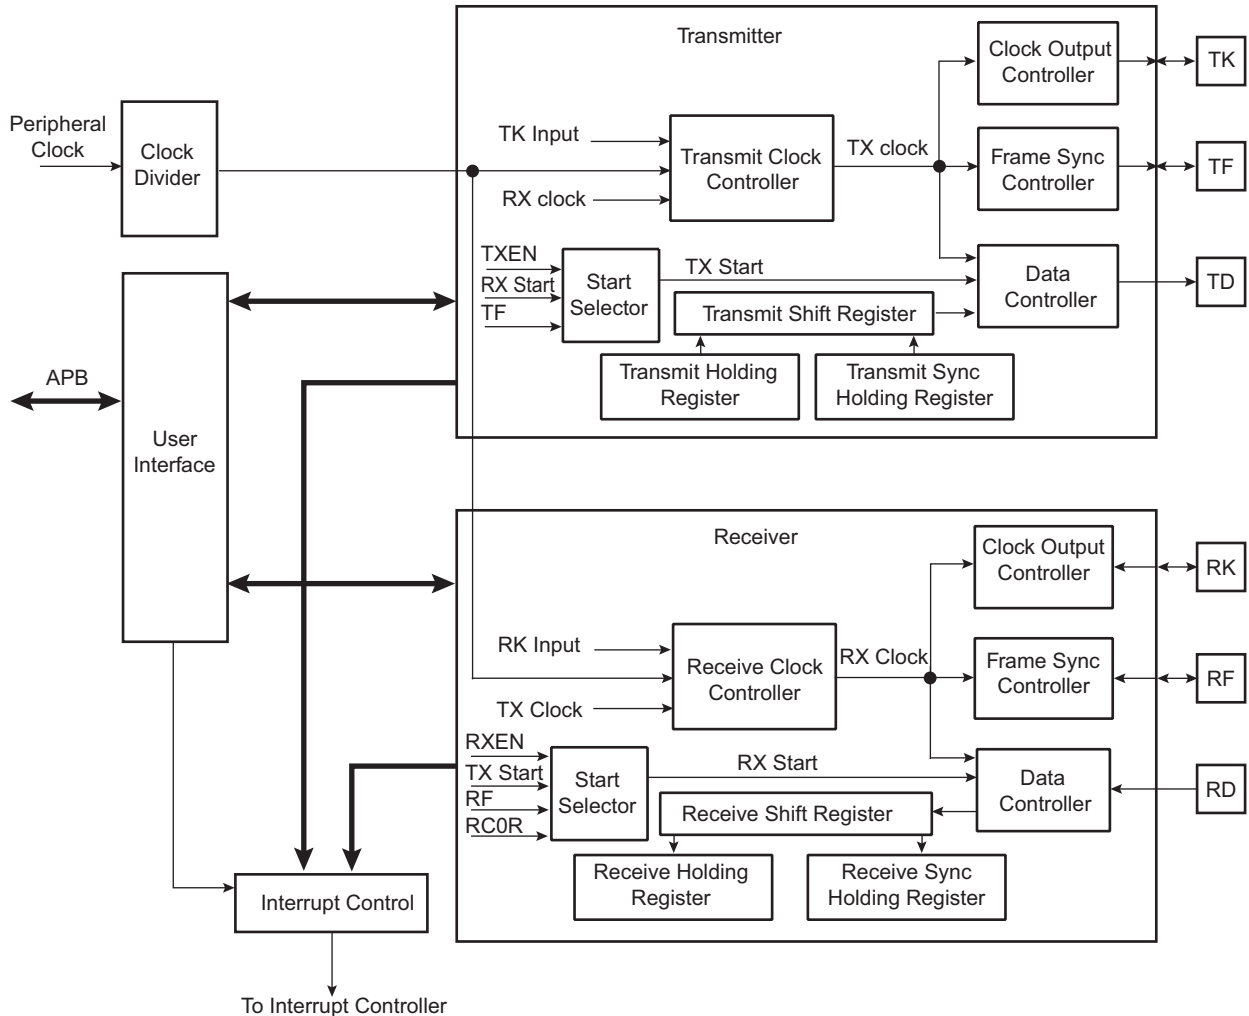 Transmitter
Clock Output
Controller
TK
Peripheral
Clock
Clock
Divider
TK Input
RX clock
Transmit Clock
Controller
TX clock
Frame Sync
Controller
TF
TXEN
RX Start
TF
Start
Selector
TX Start
Data
Controller
TD
Transmit Shift Register
Transmit Holding
Register
Transmit Sync
Holding Register
APB
User
Interface
Receiver
Clock Output
Controller
RK
RK Input
TX Clock
Receive Clock
Controller
RX Clock
Frame Sync
Controller
RF
RXEN
TX Start
RF
RC0R
Start
Selector
RX Start
Data
Controller
RD
Receive Shift Register
Receive Holding
Register
Receive Sync
Holding Register
Interrupt Control
To Interrupt Controller